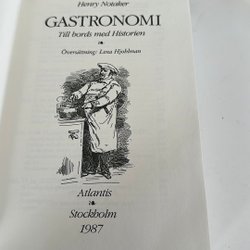 Henry Notaker
GASTRONOMI
Till bords med Historien
Översättning: Lena Hjohlman
Atlantis
Stockholm
1987